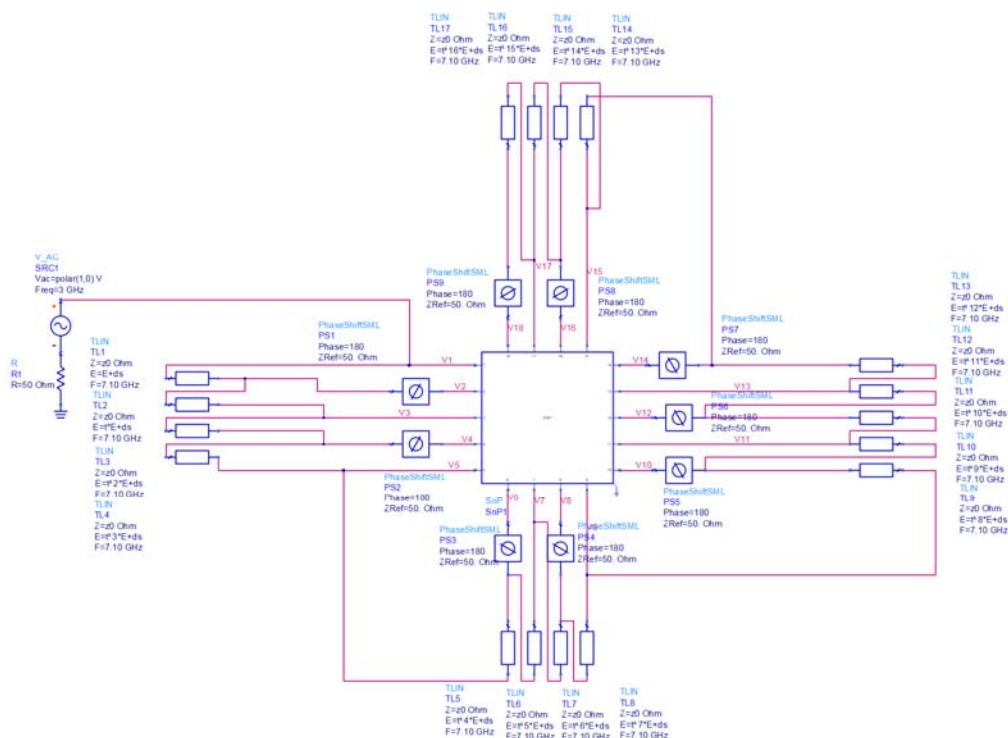 TLIN
TL17
Z=z0 Ohm
E=t*16*E+ds
F=7.10 GHz
TLIN
TL16
Z=z0 Ohm
E=t*15*E+ds
F=7.10 GHz
TLIN
TL15
Z=z0 Ohm
E=t*14*E+ds
F=7.10 GHz
TLIN
TL14
Z=z0 Ohm
E=t*13*E+ds
F=7.10 GHz
V_AC
SRC1
Vac=polar(1,0) V
Freq=3 GHz
R
R1
R=50 Ohm
TLIN
TL1
Z=z0 Ohm
E=E+ds
F=7.10 GHz
TLIN
TL2
Z=z0 Ohm
E=t*E+ds
F=7.10 GHz
TLIN
TL3
Z=z0 Ohm
E=t*2*E+ds
F=7.10 GHz
TLIN
TL4
Z=z0 Ohm
E=t*3*E+ds
F=7.10 GHz
PhaseShiftSML
PS1
Phase=180
ZRef=50. Ohm
PhaseShiftSML
PS9
Phase=180
ZRef=50. Ohm
PhaseShiftSML
PS8
Phase=180
ZRef=50. Ohm
PhaseShiftSML
PS7
Phase=180
ZRef=50. Ohm
V17
V15
V18
V16
V1
V2
V3
V4
V5
V14
V13
V12
V11
V10
V6
V7
V8
PhaseShiftSML
PS6
Phase=180
ZRef=50. Ohm
PhaseShiftSML
PS5
Phase=180
ZRef=50. Ohm
PhaseShiftSML
PS2
Phase=180
ZRef=50. Ohm
SnP
SnP1
PhaseShiftSML
PS3
Phase=180
ZRef=50. Ohm
PhaseShiftSML
PS4
Phase=180
ZRef=50. Ohm
TLIN
TL13
Z=z0 Ohm
E=t*12*E+ds
F=7.10 GHz
TLIN
TL12
Z=z0 Ohm
E=t*11*E+ds
F=7.10 GHz
TLIN
TL11
Z=z0 Ohm
E=t*10*E+ds
F=7.10 GHz
TLIN
TL10
Z=z0 Ohm
E=t*9*E+ds
F=7.10 GHz
TLIN
TL9
Z=z0 Ohm
E=t*8*E+ds
F=7.10 GHz
TLIN
TL5
Z=z0 Ohm
E=t*4*E+ds
F=7.10 GHz
TLIN
TL6
Z=z0 Ohm
E=t*5*E+ds
F=7.10 GHz
TLIN
TL7
Z=z0 Ohm
E=t*6*E+ds
F=7.10 GHz
TLIN
TL8
Z=z0 Ohm
E=t*7*E+ds
F=7.10 GHz